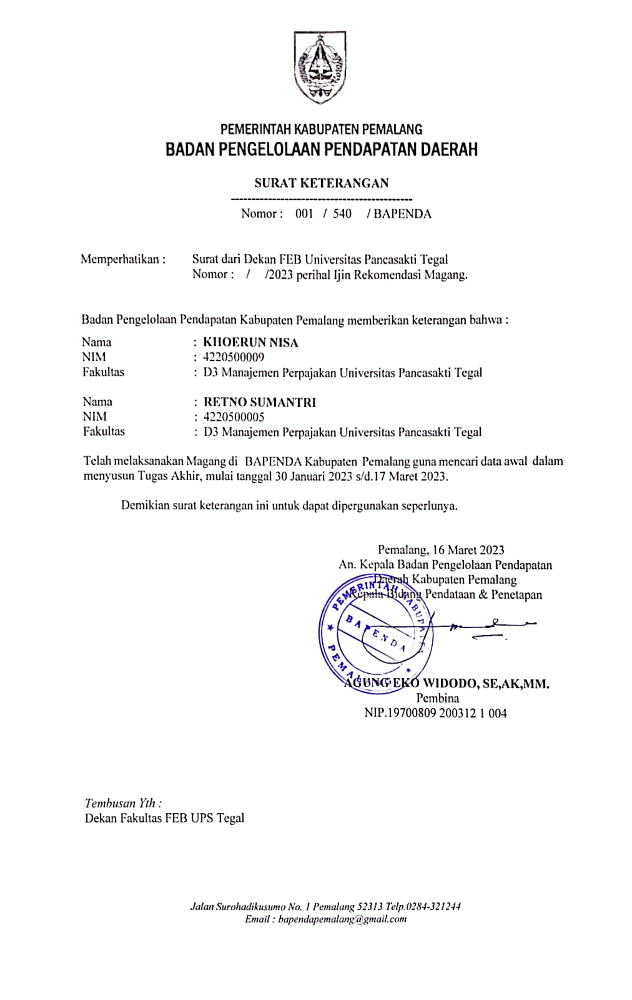 PEMERINTAH KABUPATEN PEMALANG
BADAN PENGELOLAAN PENDAPATAN DAERAH
SURAT KETERANGAN
--------------------------------------------
Nomor : 001 / 540 / BAPENDA
Memperhatikan : Surat dari Dekan FEB Universitas Pancasakti Tegal
Nomor : / /2023 perihal Ijin Rekomendasi Magang.
Badan Pengelolaan Pendapatan Kabupaten Pemalang memberikan keterangan bahwa :
Nama : KHOERUN NISA
NIM : 4220500009
Fakultas : D3 Manajemen Perpajakan Universitas Pancasakti Tegal
Nama : RETNO SUMANTRI
NIM : 4220500005
Fakultas : D3 Manajemen Perpajakan Universitas Pancasakti Tegal
Telah melaksanakan Magang di BAPENDA Kabupaten Pemalang guna mencari data awal dalam
menyusun Tugas Akhir, mulai tanggal 30 Januari 2023 s/d.17 Maret 2023.
Demikian surat keterangan ini untuk dapat dipergunakan seperlunya.
Pemalang, 16 Maret 2023
An. Kepala Badan Pengelolaan Pendapatan
Daerah Kabupaten Pemalang
Kepala Bidang Pendataan & Penetapan
PEMERINTAH KABUPATEN
BAPENDA
PEMALANG
AGUNG EKO WIDODO, SE,AK,MM.
Pembina
NIP.19700809 200312 1 004
Tembusan Yth :
Dekan Fakultas FEB UPS Tegal
Jalan Surohadikusumo No. 1 Pemalang 52313 Telp.0284-321244
Email : bapendapemalang@gmail.com